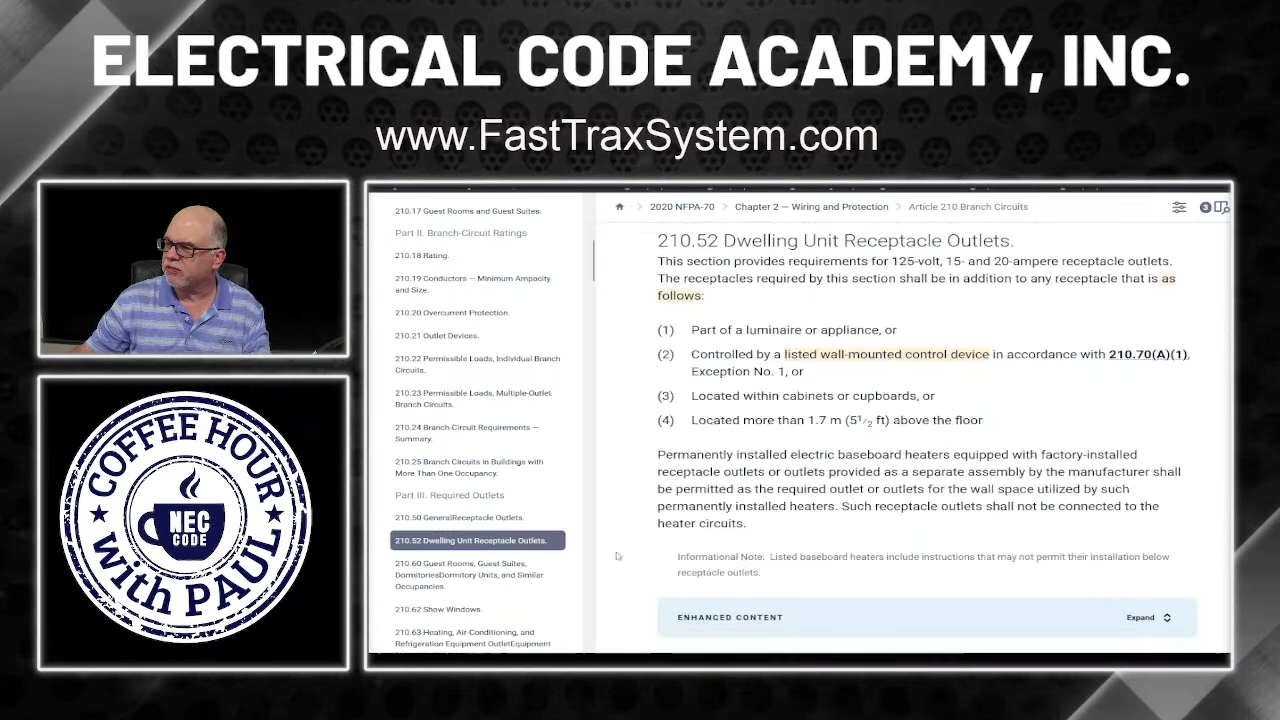 ELECTRICAL CODE ACADEMY, INC.
www.FastTraxSystem.com
COFFEE HOUR
NEC
CODE
with PAUL
210.17 Guest Rooms and Guest Suites.
Part II. Branch-Circuit Ratings
210.18 Rating.
210.19 Conductors — Minimum Ampacity
and Size.
210.20 Overcurrent Protection.
210.21 Outlet Devices.
210.22 Permissible Loads, Individual Branch
Circuits.
210.23 Permissible Loads, Multiple-Outlet
Branch Circuits.
210.24 Branch-Circuit Requirements —
Summary.
210.25 Branch Circuits in Buildings with
More Than One Occupancy.
Part III. Required Outlets
210.50 GeneralReceptacle Outlets.
210.52 Dwelling Unit Receptacle Outlets.
210.60 Guest Rooms, Guest Suites,
DormitoriesDormitory Units, and Similar
Occupancies.
210.62 Show Windows.
210.63 Heating, Air-Conditioning, and
Refrigeration Equipment OutletEquipment
2020 NFPA-70 > Chapter 2 — Wiring and Protection > Article 210 Branch Circuits
3
210.52 Dwelling Unit Receptacle Outlets.
This section provides requirements for 125-volt, 15- and 20-ampere receptacle outlets.
The receptacles required by this section shall be in addition to any receptacle that is as
follows:
(1) Part of a luminaire or appliance, or
(2) Controlled by a listed wall-mounted control device in accordance with 210.70(A)(1),
Exception No. 1, or
(3) Located within cabinets or cupboards, or
(4) Located more than 1.7 m (5 1/2 ft) above the floor
Permanently installed electric baseboard heaters equipped with factory-installed
receptacle outlets or outlets provided as a separate assembly by the manufacturer shall
be permitted as the required outlet or outlets for the wall space utilized by such
permanently installed heaters. Such receptacle outlets shall not be connected to the
heater circuits.
Informational Note: Listed baseboard heaters include instructions that may not permit their installation below
receptacle outlets.
ENHANCED CONTENT
Expand